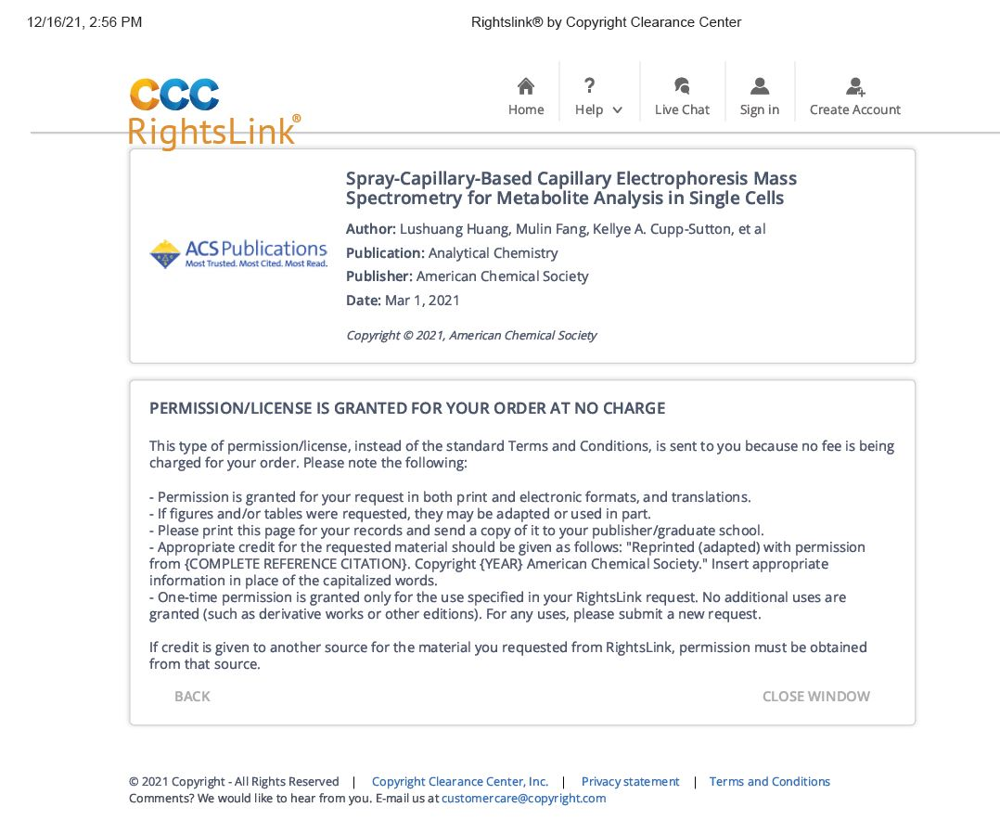 12/16/21, 2:56 PM
Rightslink® by Copyright Clearance Center
CCC
RightsLink®
Home
Help
Live Chat
Sign in
Create Account
Spray-Capillary-Based Capillary Electrophoresis Mass
Spectrometry for Metabolite Analysis in Single Cells
ACS Publications
Most Trusted. Most Cited. Most Read.
Author: Lushuang Huang, Mulin Fang, Kellye A. Cupp-Sutton, et al
Publication: Analytical Chemistry
Publisher: American Chemical Society
Date: Mar 1, 2021
Copyright © 2021, American Chemical Society
PERMISSION/LICENSE IS GRANTED FOR YOUR ORDER AT NO CHARGE
This type of permission/license, instead of the standard Terms and Conditions, is sent to you because no fee is being
charged for your order. Please note the following:
- Permission is granted for your request in both print and electronic formats, and translations.
- If figures and/or tables were requested, they may be adapted or used in part.
- Please print this page for your records and send a copy of it to your publisher/graduate school.
- Appropriate credit for the requested material should be given as follows: "Reprinted (adapted) with permission
from {COMPLETE REFERENCE CITATION}. Copyright {YEAR} American Chemical Society." Insert appropriate
information in place of the capitalized words.
- One-time permission is granted only for the use specified in your RightsLink request. No additional uses are
granted (such as derivative works or other editions). For any uses, please submit a new request.
If credit is given to another source for the material you requested from RightsLink, permission must be obtained
from that source.
BACK
CLOSE WINDOW
© 2021 Copyright - All Rights Reserved | Copyright Clearance Center, Inc. | Privacy statement | Terms and Conditions
Comments? We would like to hear from you. E-mail us at customercare@copyright.com